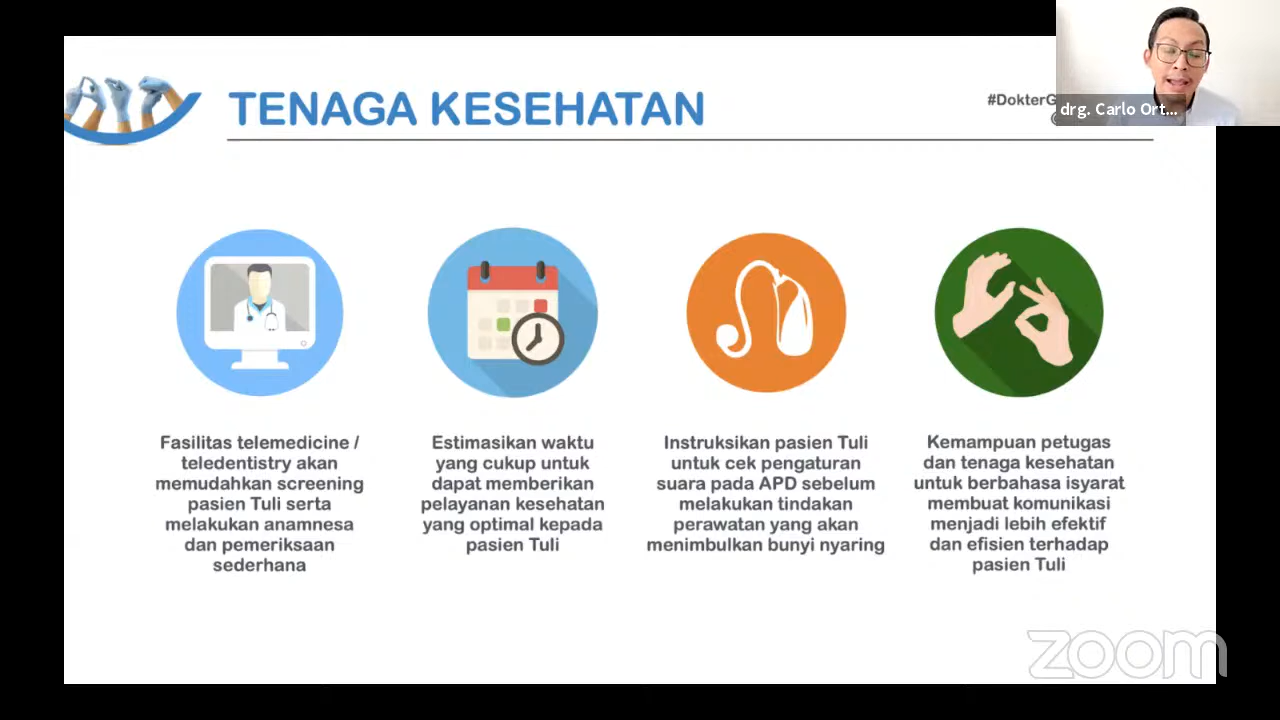 TENAGA KESEHATAN
#DokterG
drg. Carlo Ort...
Fasilitas telemedicine /
teledentistry akan
memudahkan screening
pasien Tuli serta
melakukan anamnesa
dan pemeriksaan
sederhana
Estimasikan waktu
yang cukup untuk
dapat memberikan
pelayanan kesehatan
yang optimal kepada
pasien Tuli
Instruksikan pasien Tuli
untuk cek pengaturan
suara pada APD sebelum
melakukan tindakan
perawatan yang akan
menimbulkan bunyi nyaring
Kemampuan petugas
dan tenaga kesehatan
untuk berbahasa isyarat
membuat komunikasi
menjadi lebih efektif
dan efisien terhadap
pasien Tuli
zoom